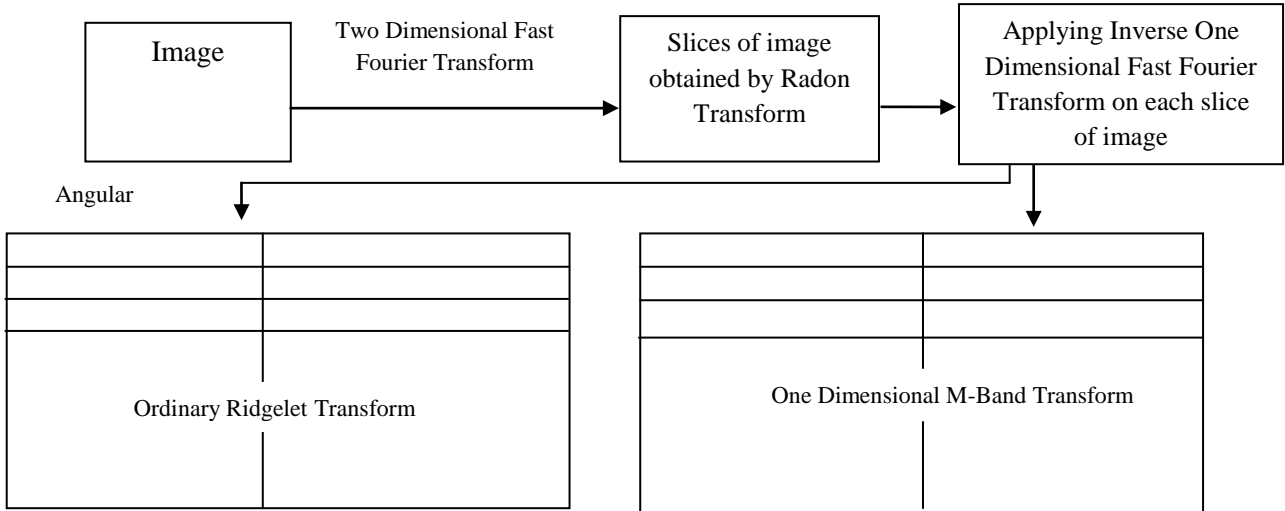 Image
Two Dimensional Fast
Fourier Transform
Slices of image
obtained by Radon
Transform
Applying Inverse One
Dimensional Fast Fourier
Transform on each slice
of image
Angular
Ordinary Ridgelet Transform
One Dimensional M-Band Transform